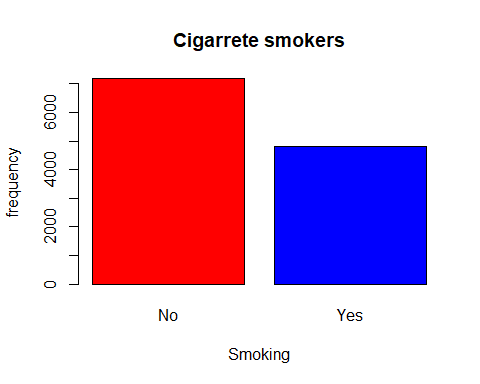 Cigarrete smokers
frequency
6000
4000
2000
0
No Yes
Smoking